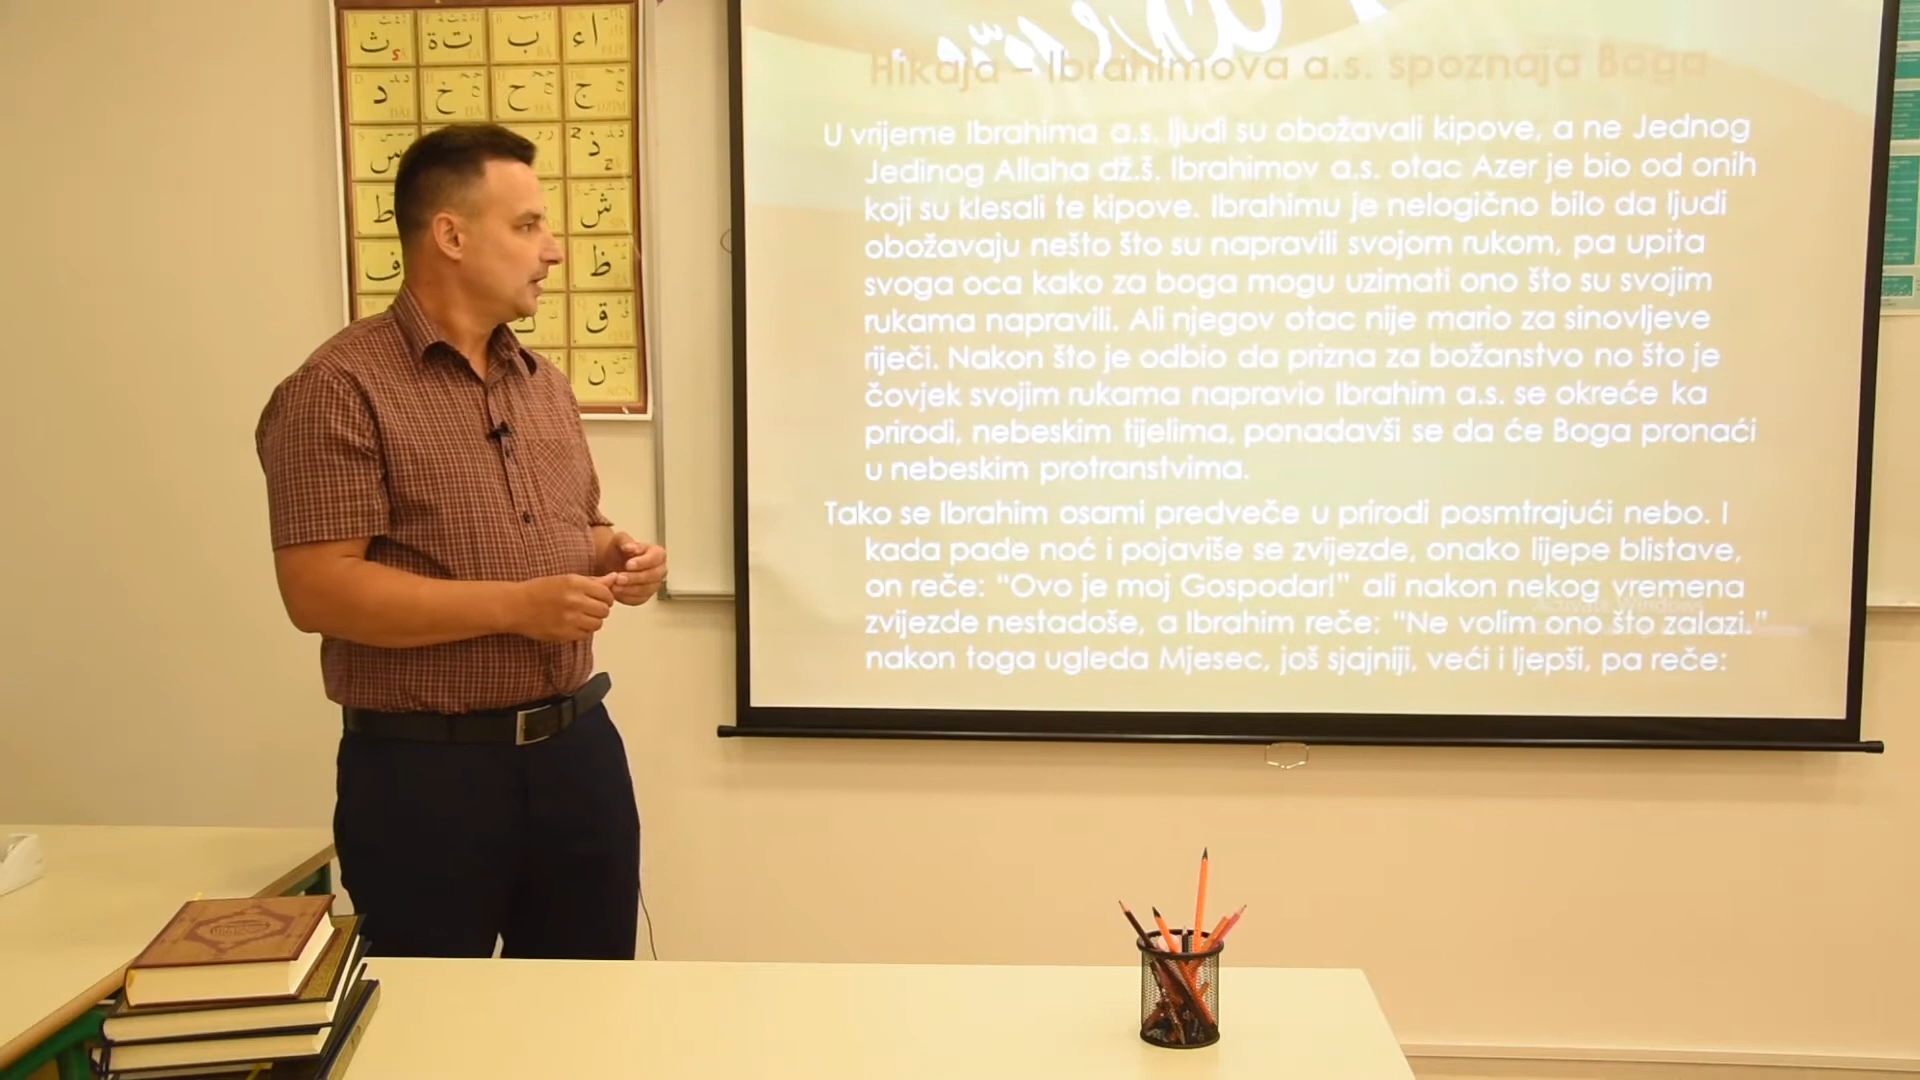 Hikaja – Ibrahimova a.s. spoznaja Boga
U vrijeme Ibrahima a.s. ljudi su obožavali kipove, a ne Jednog
Jedinog Allaha dž.š. Ibrahimov a.s. otac Azer je bio od onih
koji su klesali te kipove. Ibrahimu je nelogično bilo da ljudi
obožavaju nešto što su napravili svojom rukom, pa upita
svoga oca kako za boga mogu uzimati ono što su svojim
rukama napravili. Ali njegov otac nije mario za sinovljeve
riječi. Nakon što je odbio da prizna za božanstvo no što je
čovjek svojim rukama napravio Ibrahim a.s. se okreće ka
prirodi, nebeskim tijelima, ponadavši se da će Boga pronaći
u nebeskim protranstvima.
Tako se Ibrahim osami predveče u prirodi posmtrajući nebo. I
kada pade noć i pojaviše se zvijezde, onako lijepe blistave,
on reče: "Ovo je moj Gospodar!" ali nakon nekog vremena
zvijezde nestadoše, a Ibrahim reče: "Ne volim ono što zalazi."
nakon toga ugleda Mjesec, još sjajniji, veći i ljepši, pa reče:
Activate Windows
ث ت ة ب ا ء
د خ ح ج
س ذ
ط ش
ف ظ
ق
ن